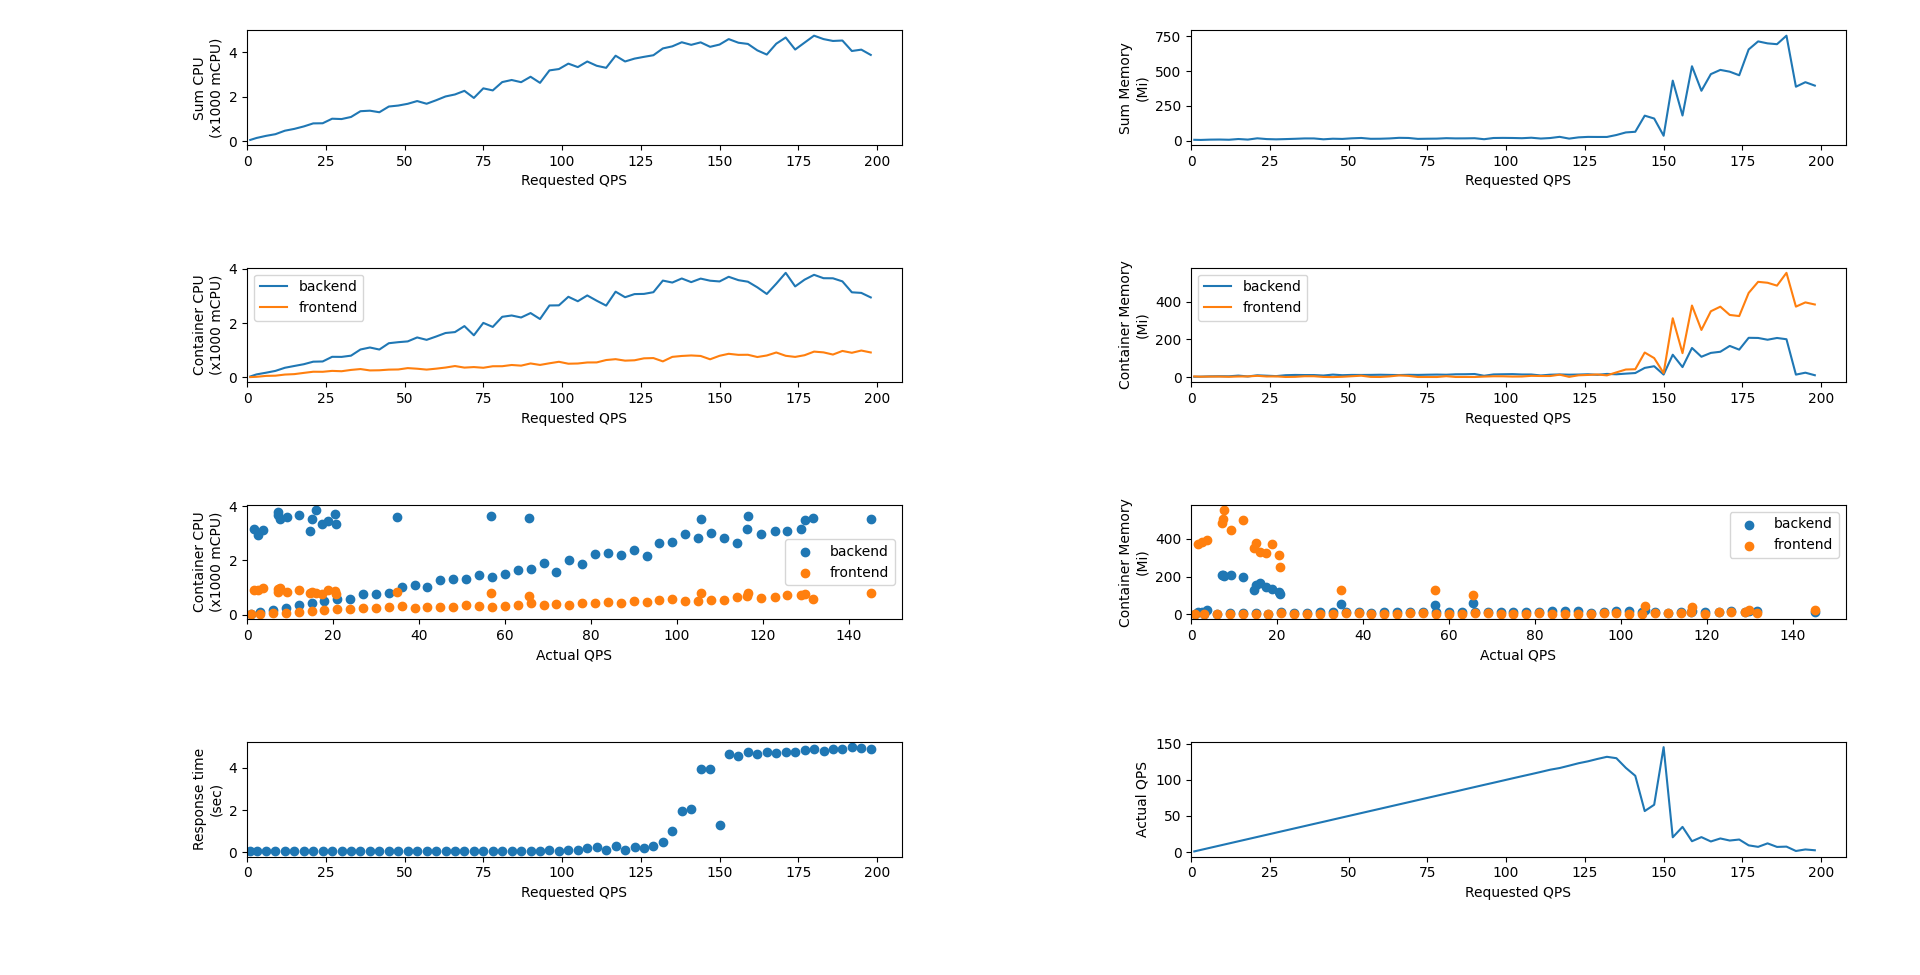 Sum CPU
(x1000 mCPU)
4
2
0
0 25 50 75 100 125 150 175 200
Requested QPS
Sum Memory
(Mi)
750
500
250
0
0 25 50 75 100 125 150 175 200
Requested QPS
Container CPU
(x1000 mCPU)
4
2
0
backend
frontend
0 25 50 75 100 125 150 175 200
Requested QPS
Container Memory
(Mi)
400
200
0
backend
frontend
0 25 50 75 100 125 150 175 200
Requested QPS
Container CPU
(x1000 mCPU)
4
2
0
backend
frontend
0 20 40 60 80 100 120 140
Actual QPS
Container Memory
(Mi)
400
200
0
backend
frontend
0 20 40 60 80 100 120 140
Actual QPS
Response time
(sec)
4
2
0
0 25 50 75 100 125 150 175 200
Requested QPS
Actual QPS
150
100
50
0
0 25 50 75 100 125 150 175 200
Requested QPS